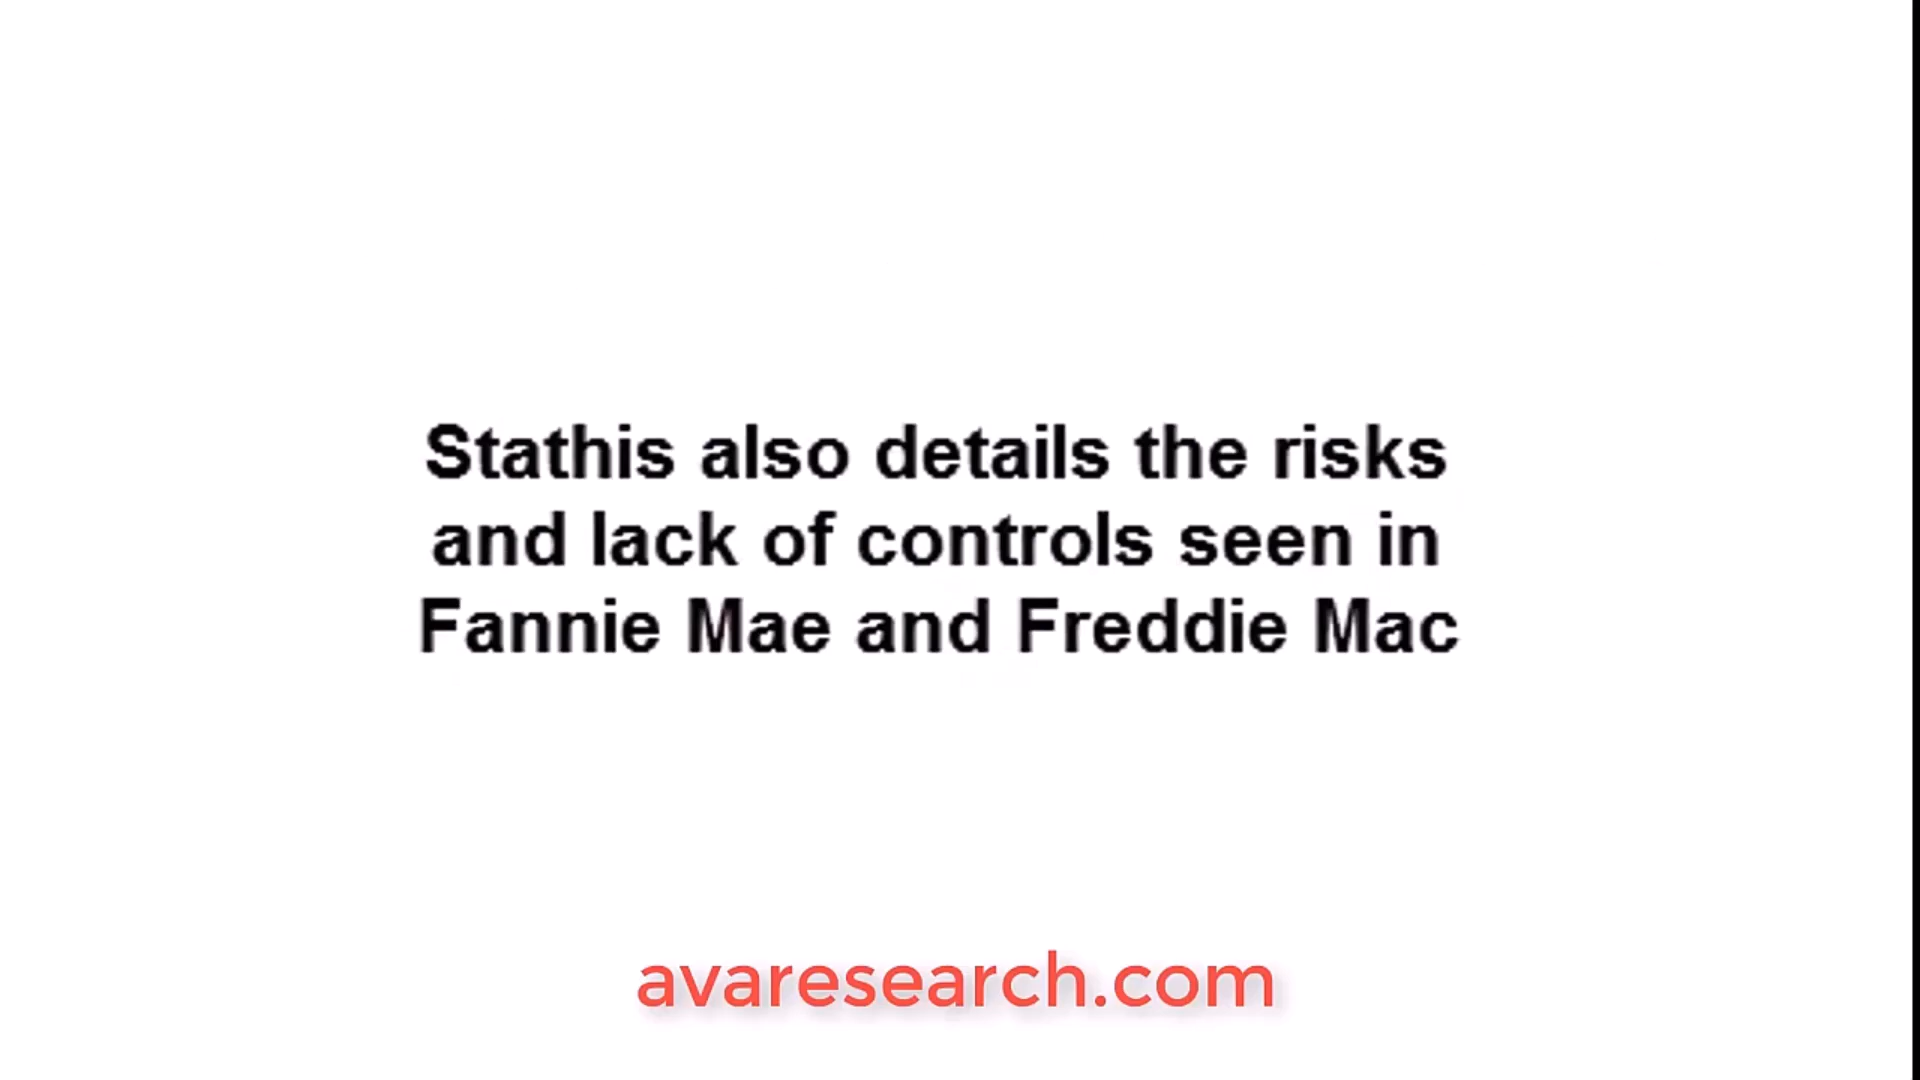 Stathis also details the risks
and lack of controls seen in
Fannie Mae and Freddie Mac
avaresearch.com